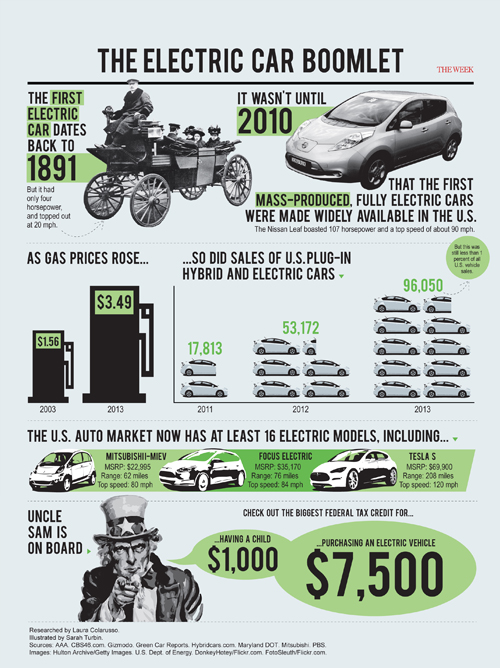 THE ELECTRIC CAR BOOMLET
THE WEEK
THE FIRST
ELECTRIC
CAR DATES
BACK TO
1891
But it had
only four
horsepower,
and topped out
at 20 mph.
IT WASN'T UNTIL
2010
THAT THE FIRST
MASS-PRODUCED, FULLY ELECTRIC CARS
WERE MADE WIDELY AVAILABLE IN THE U.S.
The Nissan Leaf boasted 107 horsepower and a top speed of about 90 mph.
AS GAS PRICES ROSE...
$1.56
$3.49
2003
2013
...SO DID SALES OF U.S. PLUG-IN
HYBRID AND ELECTRIC CARS
But this was
still less than 1
percent of all
U.S. vehicle
sales.
17,813
53,172
96,050
2011
2012
2013
THE U.S. AUTO MARKET NOW HAS AT LEAST 16 ELECTRIC MODELS, INCLUDING...
MITSUBISHI-MIEV
MSRP: $22,995
Range: 62 miles
Top speed: 80 mph
FOCUS ELECTRIC
MSRP: $35,170
Range: 76 miles
Top speed: 84 mph
TESLA S
MSRP: $69,900
Range: 208 miles
Top speed: 120 mph
UNCLE
SAM IS
ON BOARD
CHECK OUT THE BIGGEST FEDERAL TAX CREDIT FOR...
...HAVING A CHILD
$1,000
...PURCHASING AN ELECTRIC VEHICLE
$7,500
Researched by Laura Colarusso.
Illustrated by Sarah Turbin.
Sources: AAA. CBS46.com. Gizmodo. Green Car Reports. Hybridcars.com. Maryland DOT. Mitsubishi. PBS.
Images: Hulton Archive/Getty Images. U.S. Dept. of Energy. DonkeyHotey/Flickr.com. FotoSleuth/Flickr.com.